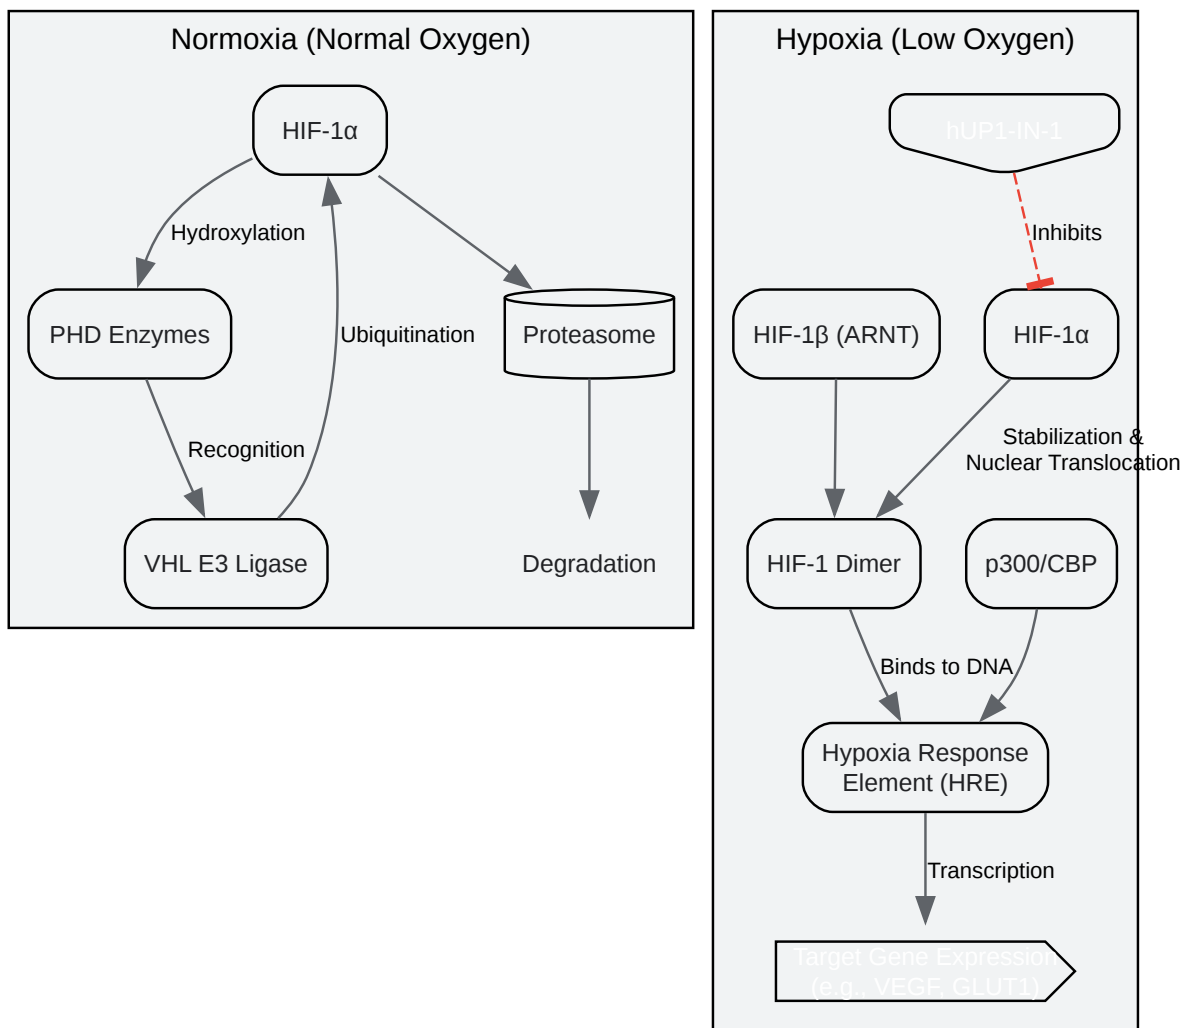 Normoxia (Normal Oxygen)
HIF-1α
Hydroxylation
PHD Enzymes
Ubiquitination
Proteasome
Recognition
VHL E3 Ligase
Degradation
Hypoxia (Low Oxygen)
hUP1-IN-1
Inhibits
HIF-1β (ARNT)
HIF-1α
Stabilization &
Nuclear Translocation
HIF-1 Dimer
p300/CBP
Binds to DNA
Hypoxia Response
Element (HRE)
Transcription
Target Gene Expression
(e.g., VEGF, GLUT1)